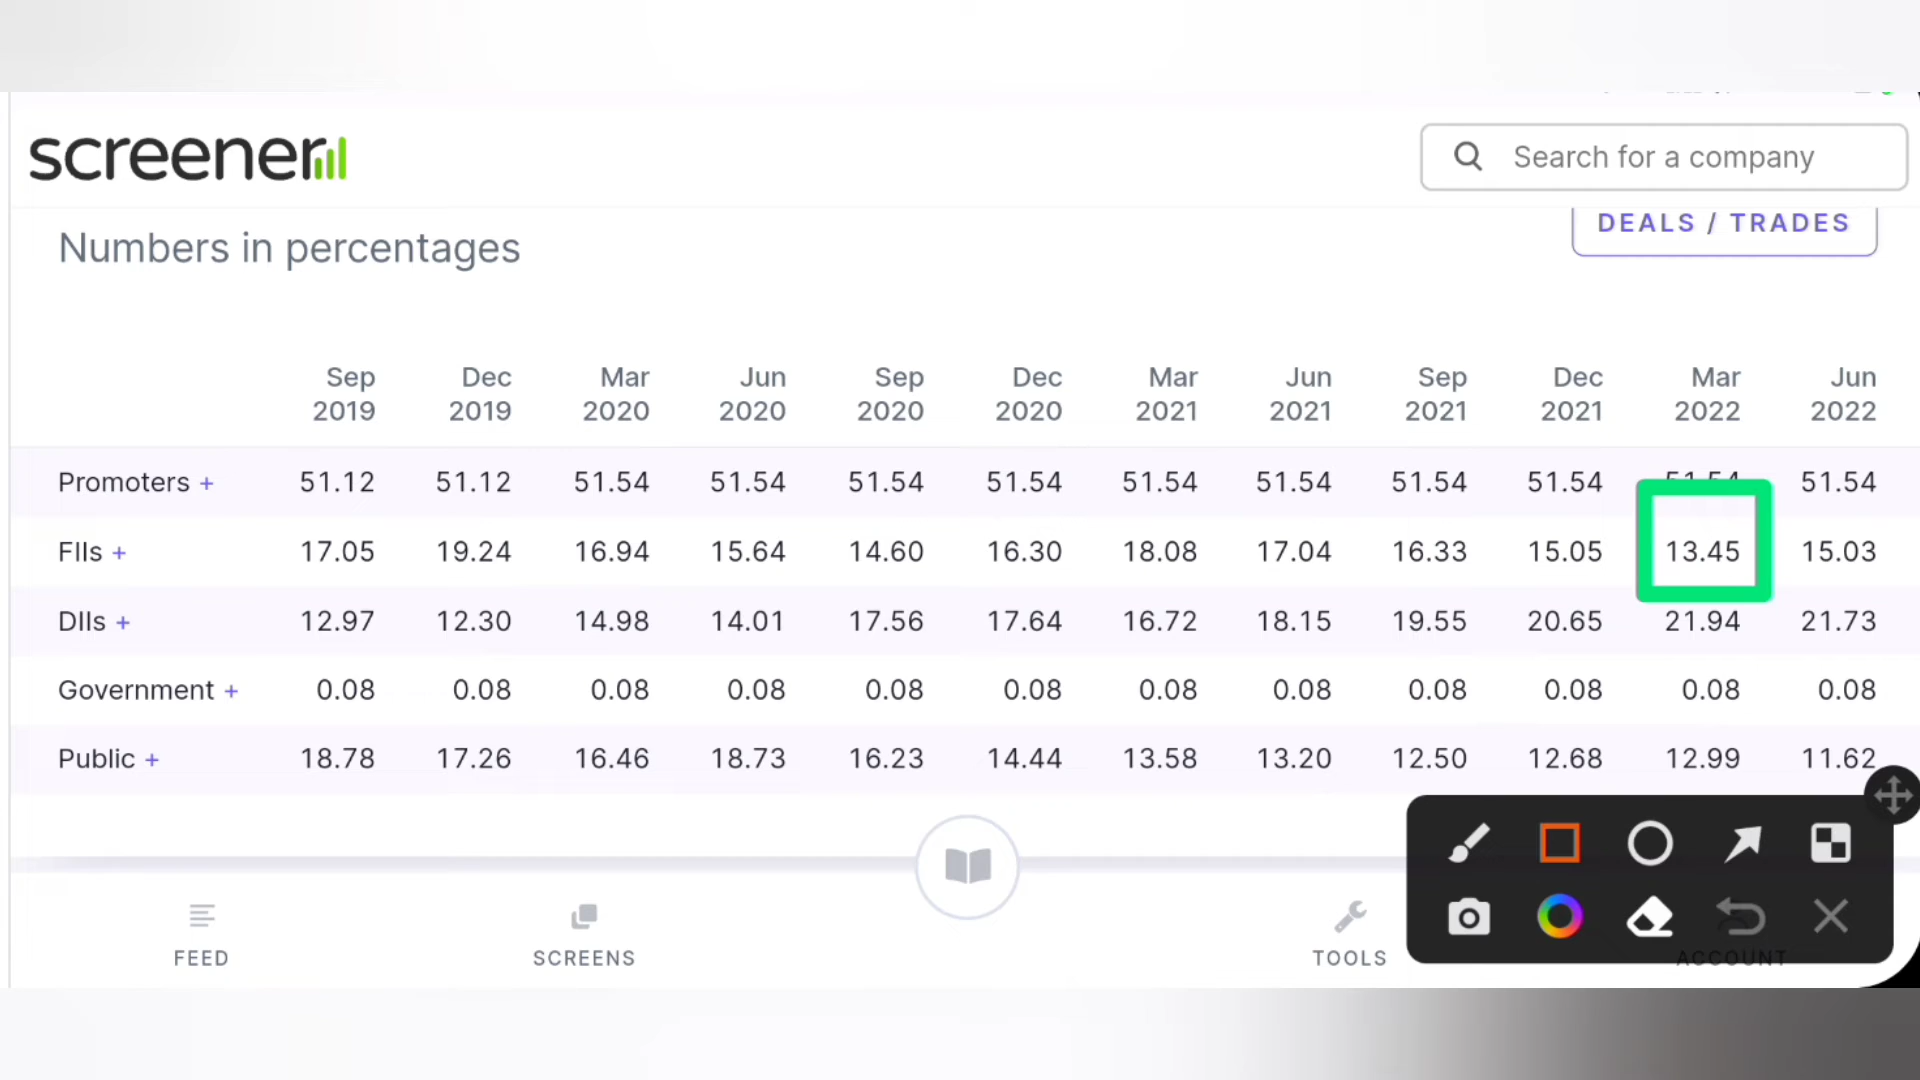 screener
Search for a company
DEALS / TRADES
Numbers in percentages
Sep 2019 Dec 2019 Mar 2020 Jun 2020 Sep 2020 Dec 2020 Mar 2021 Jun 2021 Sep 2021 Dec 2021 Mar 2022 Jun 2022
Promoters + 51.12 51.12 51.54 51.54 51.54 51.54 51.54 51.54 51.54 51.54 51.54 51.54
FIIs + 17.05 19.24 16.94 15.64 14.60 16.30 18.08 17.04 16.33 15.05 13.45 15.03
DIIs + 12.97 12.30 14.98 14.01 17.56 17.64 16.72 18.15 19.55 20.65 21.94 21.73
Government + 0.08 0.08 0.08 0.08 0.08 0.08 0.08 0.08 0.08 0.08 0.08 0.08
Public + 18.78 17.26 16.46 18.73 16.23 14.44 13.58 13.20 12.50 12.68 12.99 11.62
FEED
SCREENS
TOOLS
ACCOUNT